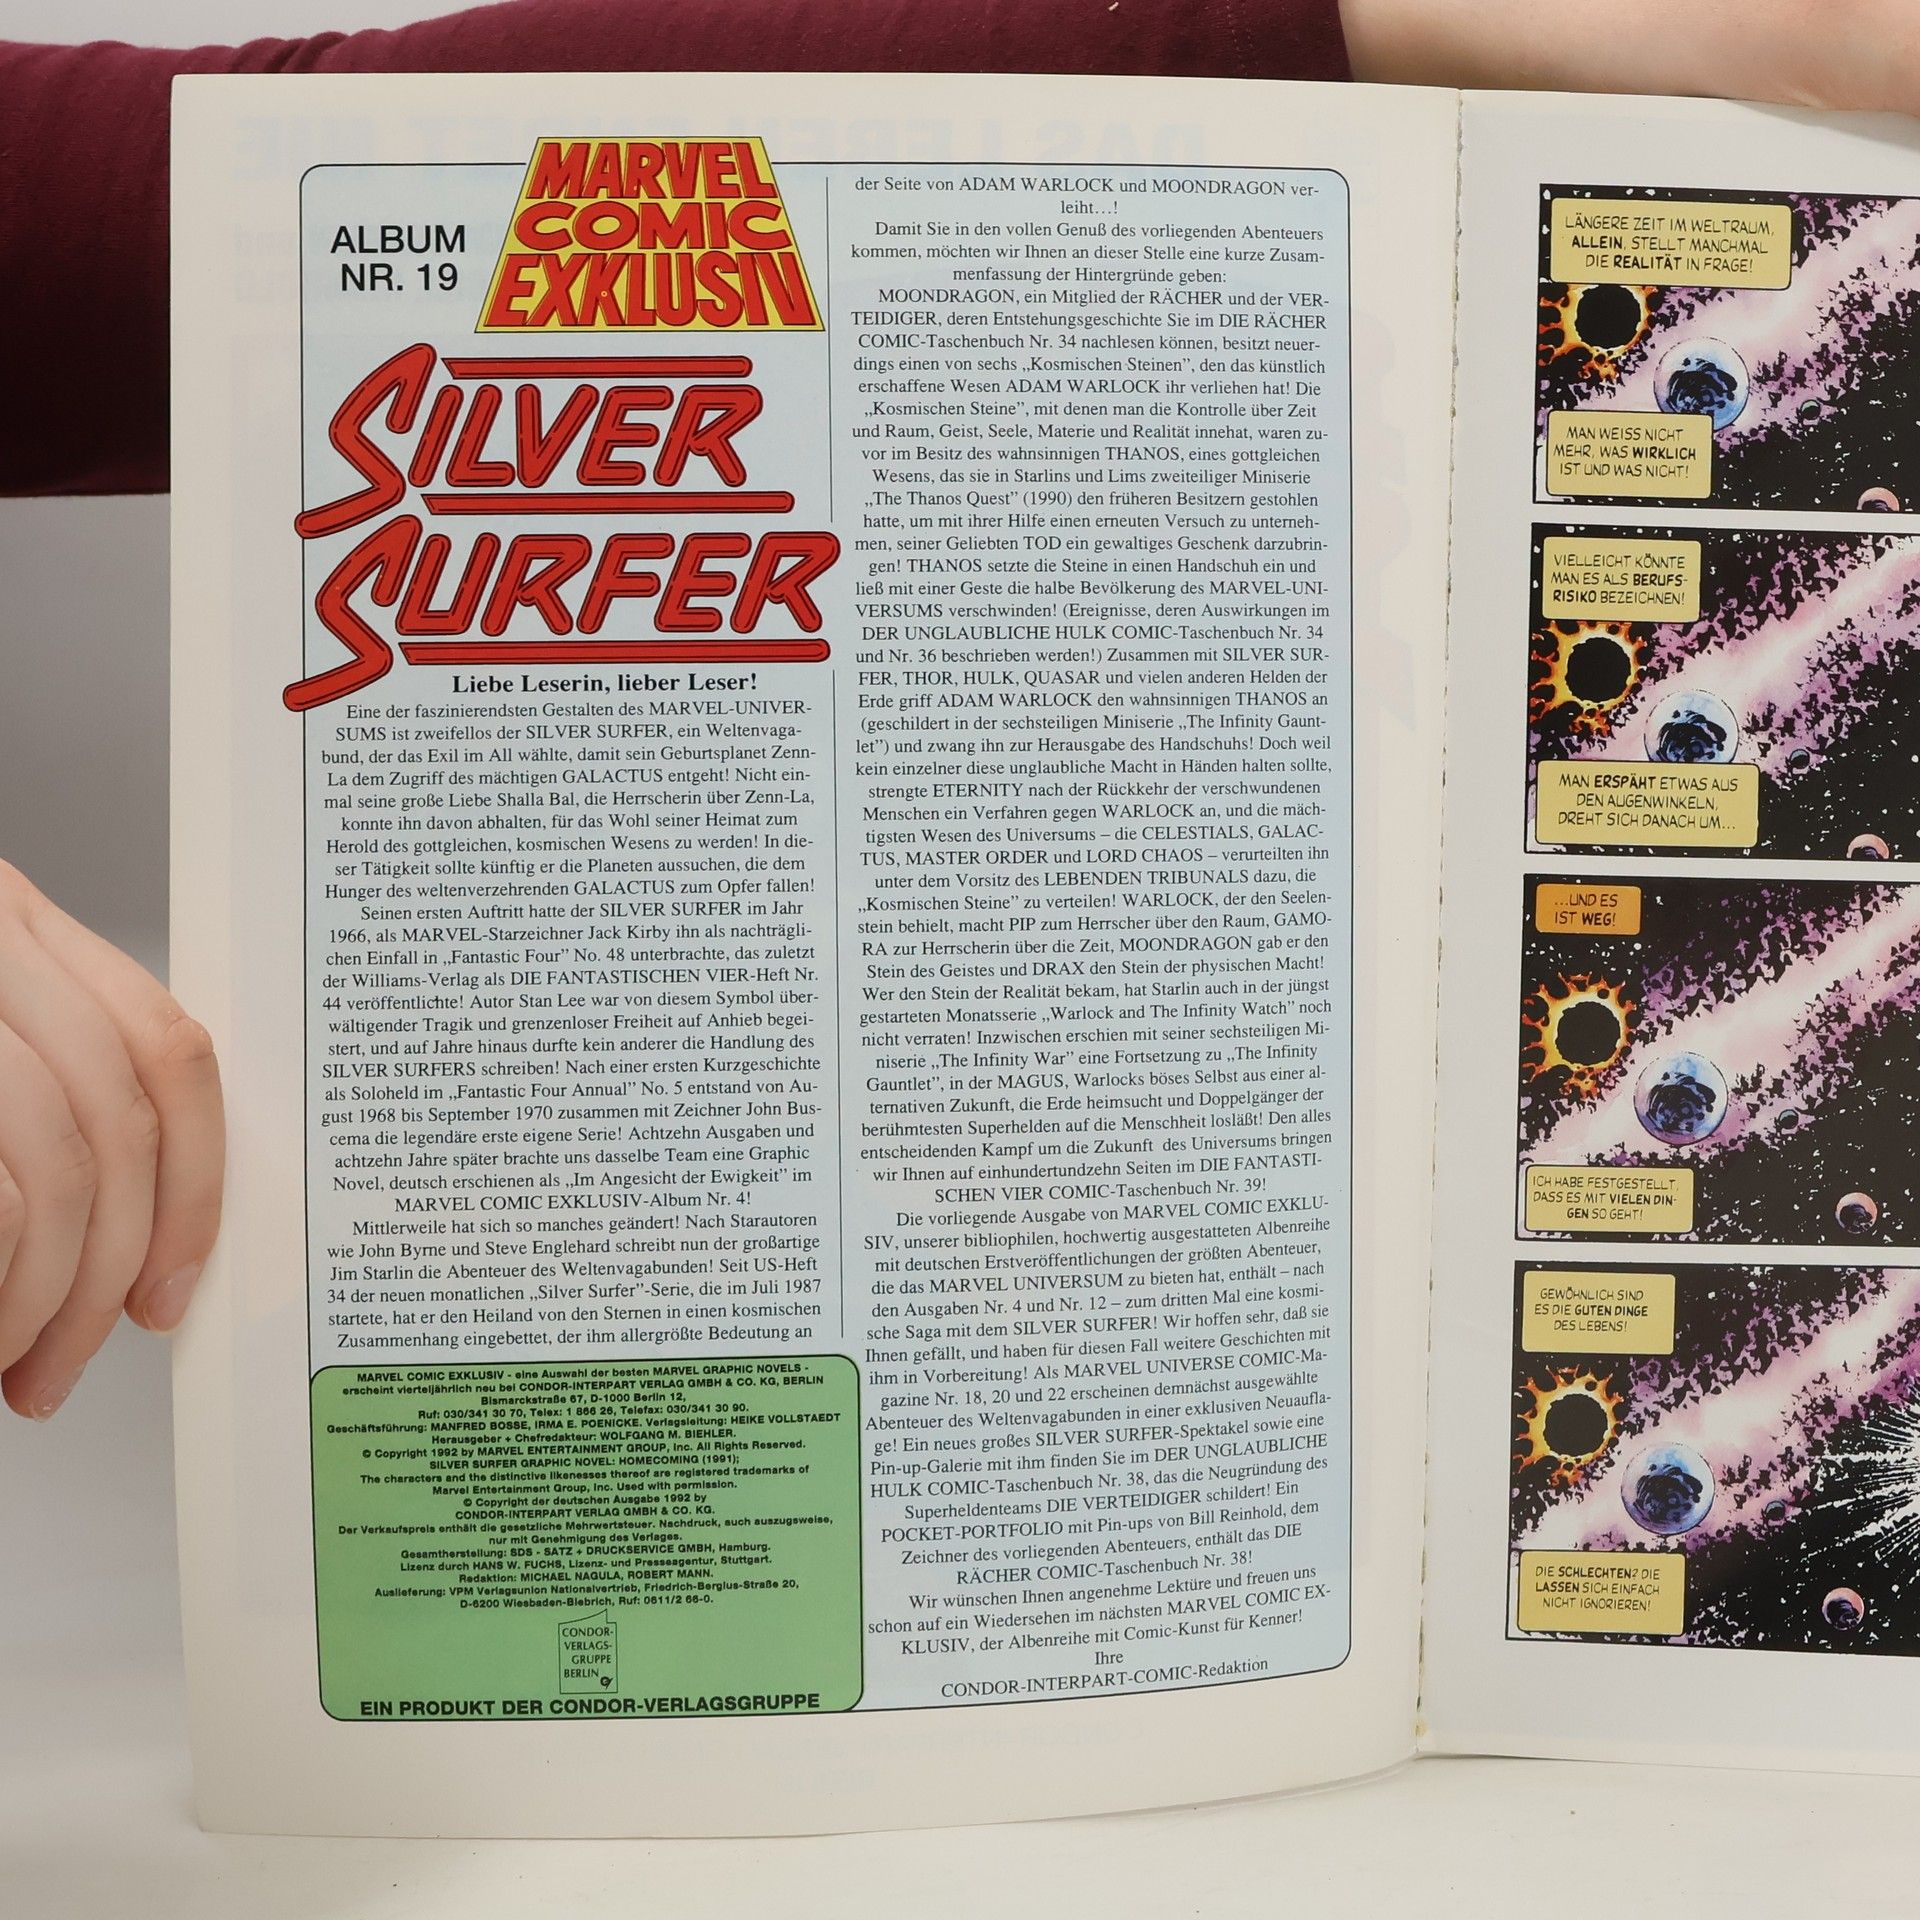 ALBUM
NR. 19
MARVEL
COMIC
EXKLUSIV
SILVER
SURFER
Liebe Leserin, lieber Leser!
Eine der faszinierendsten Gestalten des MARVEL-UNIVER-
SUMS ist zweifellos der SILVER SURFER, ein Weltenvaga-
bund, der das Exil im All wählte, damit sein Geburtsplanet Zenn-
La dem Zugriff des mächtigen GALACTUS entgeht! Nicht ein-
mal seine große Liebe Shalla Bal, die Herrscherin über Zenn-La,
konnte ihn davon abhalten, für das Wohl seiner Heimat zum
Herold des gottgleichen, kosmischen Wesens zu werden! In die-
ser Tätigkeit sollte künftig er die Planeten aussuchen, die dem
Hunger des weltenverzehrenden GALACTUS zum Opfer fallen!
Seinen ersten Auftritt hatte der SILVER SURFER im Jahr
1966, als MARVEL-Starzeichner Jack Kirby ihn als nachträgli-
chen Einfall in „Fantastic Four” No. 48 unterbrachte, das zuletzt
der Williams-Verlag als DIE FANTASTISCHEN VIER-Heft Nr.
44 veröffentlichte! Autor Stan Lee war von diesem Symbol über-
wältigender Tragik und grenzenloser Freiheit auf Anhieb begei-
stert, und auf Jahre hinaus durfte kein anderer die Handlung des
SILVER SURFERS schreiben! Nach einer ersten Kurzgeschichte
als Soloheld im „Fantastic Four Annual” No. 5 entstand von Au-
gust 1968 bis September 1970 zusammen mit Zeichner John Bus-
cema die legendäre erste eigene Serie! Achtzehn Ausgaben und
achtzehn Jahre später brachte uns dasselbe Team eine Graphic
Novel, deutsch erschienen als „Im Angesicht der Ewigkeit” im
MARVEL COMIC EXKLUSIV-Album Nr. 4!
Mittlerweile hat sich so manches geändert! Nach Starautoren
wie John Byrne und Steve Englehard schreibt nun der großartige
Jim Starlin die Abenteuer des Weltenvagabunden! Seit US-Heft
34 der neuen monatlichen „Silver Surfer”-Serie, die im Juli 1987
startete, hat er den Heiland von den Sternen in einen kosmischen
Zusammenhang eingebettet, der ihm allergrößte Bedeutung an
MARVEL COMIC EXKLUSIV - eine Auswahl der besten MARVEL GRAPHIC NOVELS -
erscheint vierteljährlich neu bei CONDOR-INTERPART VERLAG GMBH & CO. KG, BERLIN
Bismarckstraße 67, D-1000 Berlin 12,
Ruf: 030/341 30 70, Telex: 1 866 26, Telefax: 030/341 30 90.
Geschäftsführung: MANFRED BOSSE, IRMA E. POENICKE. Verlagsleitung: HEIKE VOLLSTAEDT
Herausgeber + Chefredakteur: WOLFGANG M. BIEHLER.
© Copyright 1992 by MARVEL ENTERTAINMENT GROUP, Inc. All Rights Reserved.
SILVER SURFER GRAPHIC NOVEL: HOMECOMING (1991);
The characters and the distinctive likenesses thereof are registered trademarks of
Marvel Entertainment Group, Inc. Used with permission.
© Copyright der deutschen Ausgabe 1992 by
CONDOR-INTERPART VERLAG GMBH & CO. KG.
Der Verkaufspreis enthält die gesetzliche Mehrwertsteuer. Nachdruck, auch auszugsweise,
nur mit Genehmigung des Verlages.
Gesamtherstellung: SDS - SATZ + DRUCKSERVICE GMBH, Hamburg.
Lizenz durch HANS W. FUCHS, Lizenz- und Presseagentur, Stuttgart.
Redaktion: MICHAEL NAGULA, ROBERT MANN.
Auslieferung: VPM Verlagsunion Nationalvertrieb, Friedrich-Bergius-Straße 20,
D-6200 Wiesbaden-Biebrich, Ruf: 0611/2 66-0.
CONDOR-
VERLAGS-
GRUPPE
BERLIN
EIN PRODUKT DER CONDOR-VERLAGSGRUPPE
der Seite von ADAM WARLOCK und MOONDRAGON ver-
leiht...!
Damit Sie in den vollen Genuß des vorliegenden Abenteuers
kommen, möchten wir Ihnen an dieser Stelle eine kurze Zusam-
menfassung der Hintergründe geben:
MOONDRAGON, ein Mitglied der RÄCHER und der VER-
TEIDIGER, deren Entstehungsgeschichte Sie im DIE RÄCHER
COMIC-Taschenbuch Nr. 34 nachlesen können, besitzt neuer-
dings einen von sechs „Kosmischen Steinen”, den das künstlich
erschaffene Wesen ADAM WARLOCK ihr verliehen hat! Die
„Kosmischen Steine”, mit denen man die Kontrolle über Zeit
und Raum, Geist, Seele, Materie und Realität innehat, waren zu-
vor im Besitz des wahnsinnigen THANOS, eines gottgleichen
Wesens, das sie in Starlins und Lims zweiteiliger Miniserie
„The Thanos Quest” (1990) den früheren Besitzern gestohlen
hatte, um mit ihrer Hilfe einen erneuten Versuch zu unterneh-
men, seiner Geliebten TOD ein gewaltiges Geschenk darzubrin-
gen! THANOS setzte die Steine in einen Handschuh ein und
ließ mit einer Geste die halbe Bevölkerung des MARVEL-UNI-
VERSUMS verschwinden! (Ereignisse, deren Auswirkungen im
DER UNGLAUBLICHE HULK COMIC-Taschenbuch Nr. 34
und Nr. 36 beschrieben werden!) Zusammen mit SILVER SUR-
FER, THOR, HULK, QUASAR und vielen anderen Helden der
Erde griff ADAM WARLOCK den wahnsinnigen THANOS an
(geschildert in der sechsteiligen Miniserie „The Infinity Gaunt-
let”) und zwang ihn zur Herausgabe des Handschuhs! Doch weil
kein einzelner diese unglaubliche Macht in Händen halten sollte,
strengte ETERNITY nach der Rückkehr der verschwundenen
Menschen ein Verfahren gegen WARLOCK an, und die mäch-
tigsten Wesen des Universums – die CELESTIALS, GALAC-
TUS, MASTER ORDER und LORD CHAOS – verurteilten ihn
unter dem Vorsitz des LEBENDEN TRIBUNALS dazu, die
„Kosmischen Steine” zu verteilen! WARLOCK, der den Seelen-
stein behielt, macht PIP zum Herrscher über den Raum, GAMO-
RA zur Herrscherin über die Zeit, MOONDRAGON gab er den
Stein des Geistes und DRAX den Stein der physischen Macht!
Wer den Stein der Realität bekam, hat Starlin auch in der jüngst
gestarteten Monatsserie „Warlock and The Infinity Watch” noch
nicht verraten! Inzwischen erschien mit seiner sechsteiligen Mi-
niserie „The Infinity War” eine Fortsetzung zu „The Infinity
Gauntlet”, in der MAGUS, Warlocks böses Selbst aus einer al-
ternativen Zukunft, die Erde heimsucht und Doppelgänger der
berühmtesten Superhelden auf die Menschheit losläßt! Den alles
entscheidenden Kampf um die Zukunft des Universums bringen
wir Ihnen auf einhundertundzehn Seiten im DIE FANTASTI-
SCHEN VIER COMIC-Taschenbuch Nr. 39!
Die vorliegende Ausgabe von MARVEL COMIC EXKLU-
SIV, unserer bibliophilen, hochwertig ausgestatteten Albenreihe
mit deutschen Erstveröffentlichungen der größten Abenteuer,
die das MARVEL UNIVERSUM zu bieten hat, enthält – nach
den Ausgaben Nr. 4 und Nr. 12 – zum dritten Mal eine kosmi-
sche Saga mit dem SILVER SURFER! Wir hoffen sehr, daß sie
Ihnen gefällt, und haben für diesen Fall weitere Geschichten mit
ihm in Vorbereitung! Als MARVEL UNIVERSE COMIC-Ma-
gazine Nr. 18, 20 und 22 erscheinen demnächst ausgewählte
Abenteuer des Weltenvagabunden in einer exklusiven Neuaufla-
ge! Ein neues großes SILVER SURFER-Spektakel sowie eine
Pin-up-Galerie mit ihm finden Sie im DER UNGLAUBLICHE
HULK COMIC-Taschenbuch Nr. 38, das die Neugründung des
Superheldenteams DIE VERTEIDIGER schildert! Ein
POCKET-PORTFOLIO mit Pin-ups von Bill Reinhold, dem
Zeichner des vorliegenden Abenteuers, enthält das DIE
RÄCHER COMIC-Taschenbuch Nr. 38!
Wir wünschen Ihnen angenehme Lektüre und freuen uns
schon auf ein Wiedersehen im nächsten MARVEL COMIC EX-
KLUSIV, der Albenreihe mit Comic-Kunst für Kenner!
Ihre
CONDOR-INTERPART-COMIC-Redaktion
LÄNGERE ZEIT IM WELTRAUM,
ALLEIN, STELLT MANCHMAL
DIE REALITÄT IN FRAGE!
MAN WEISS NICHT
MEHR, WAS WIRKLICH
IST UND WAS NICHT!
VIELLEICHT KÖNNTE
MAN ES ALS BERUFS-
RISIKO BEZEICHNEN!
MAN ERSPÄHT ETWAS AUS
DEN AUGENWINKELN,
DREHT SICH DANACH UM...
...UND ES
IST WEG!
ICH HABE FESTGESTELLT,
DASS ES MIT VIELEN DIN-
GEN SO GEHT!
GEWÖHNLICH SIND
ES DIE GUTEN DINGE
DES LEBENS!
DIE SCHLECHTEN? DIE
LASSEN SICH EINFACH
NICHT IGNORIEREN!